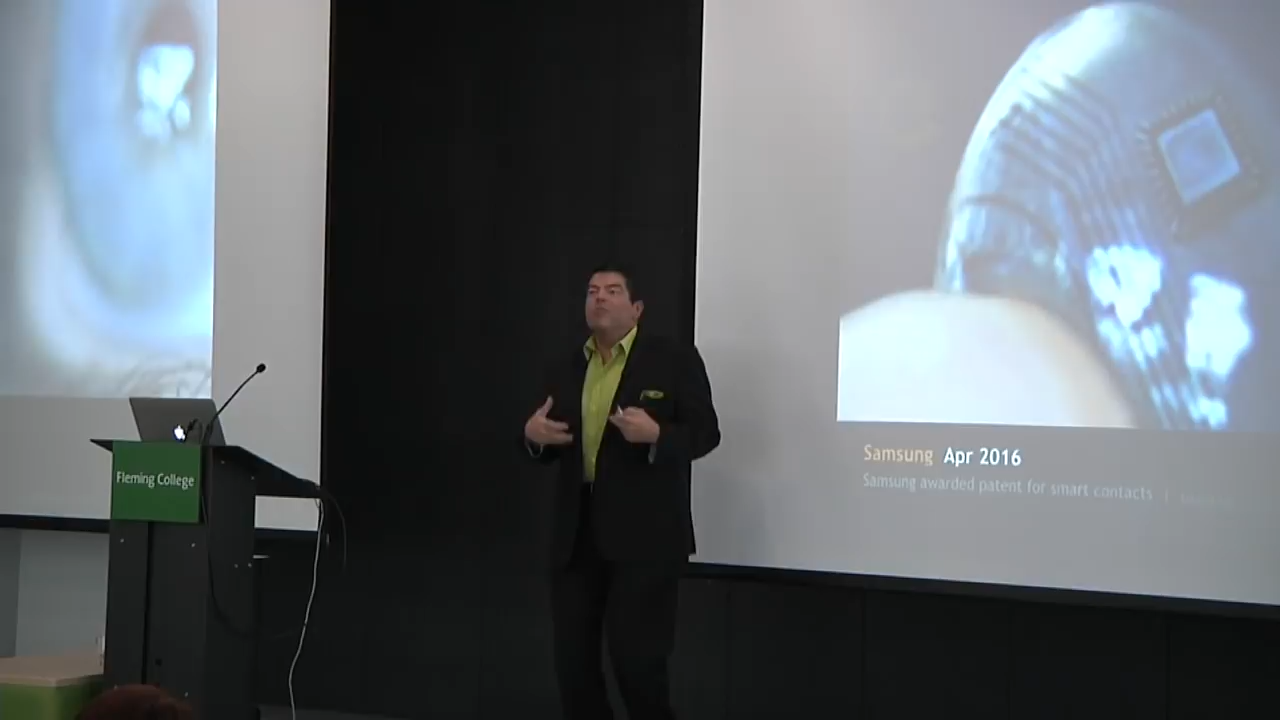 Fleming College
Samsung Apr 2016
Samsung awarded patent for smart contacts |